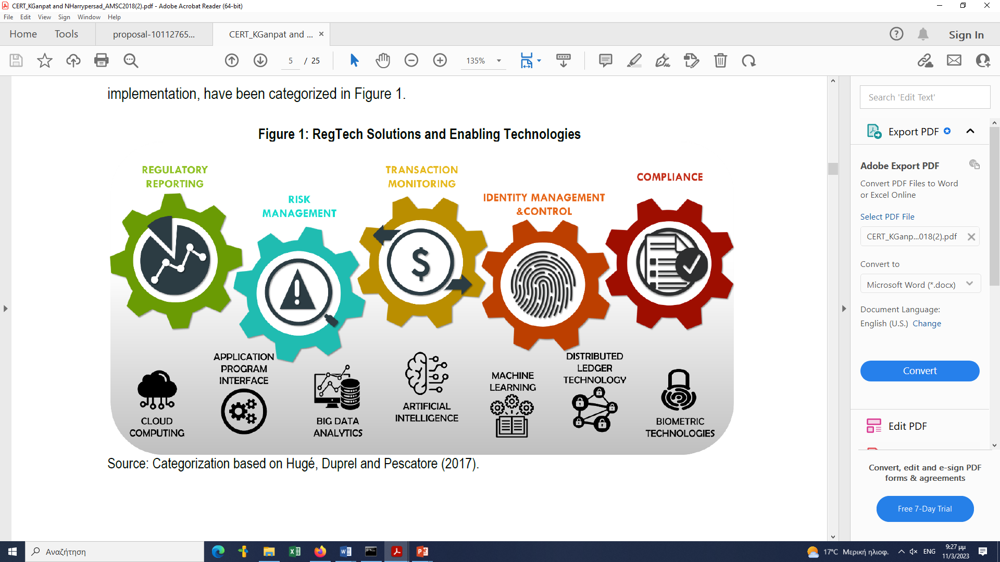 CERT_KGanpat and NHarrypersad_AMSC2018(2).pdf - Adobe Acrobat Reader (64-bit)
File Edit View Sign Window Help
Home Tools proposal-10112765... CERT_KGanpat and ... × Sign In
5 / 25 135%
implementation, have been categorized in Figure 1.
Figure 1: RegTech Solutions and Enabling Technologies
REGULATORY
REPORTING
RISK
MANAGEMENT
TRANSACTION
MONITORING
IDENTITY MANAGEMENT
&CONTROL
COMPLIANCE
$
CLOUD
COMPUTING
APPLICATION
PROGRAM
INTERFACE
BIG DATA
ANALYTICS
ARTIFICIAL
INTELLIGENCE
MACHINE
LEARNING
DISTRIBUTED
LEDGER
TECHNOLOGY
BIOMETRIC
TECHNOLOGIES
Source: Categorization based on Hugé, Duprel and Pescatore (2017).
Search 'Edit Text'
Export PDF
Adobe Export PDF
Convert PDF Files to Word
or Excel Online
Select PDF File
CERT_KGanp...018(2).pdf
Convert to
Microsoft Word (*.docx)
Document Language:
English (U.S.) Change
Convert
Edit PDF
Convert, edit and e-sign PDF
forms & agreements
Free 7-Day Trial
Αναζήτηση
17°C Μερική ηλιοφ. ENG 9:27 μμ
11/3/2023